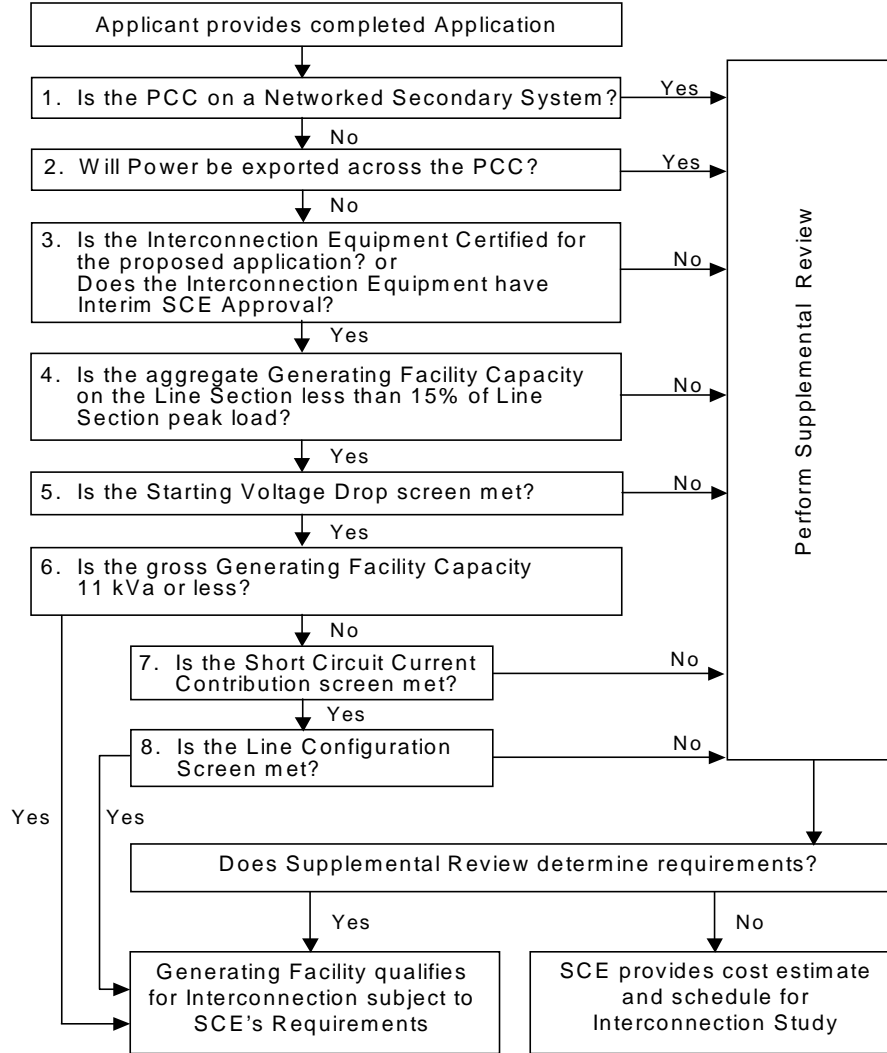 Applicant provides completed Application
1. Is the PCC on a Networked Secondary System?
Yes
No
2. Will Power be exported across the PCC?
Yes
No
3. Is the Interconnection Equipment Certified for
the proposed application? or
Does the Interconnection Equipment have
Interim SCE Approval?
No
Yes
4. Is the aggregate Generating Facility Capacity
on the Line Section less than 15% of Line
Section peak load?
No
Yes
5. Is the Starting Voltage Drop screen met?
No
Yes
6. Is the gross Generating Facility Capacity
11 kVa or less?
No
7. Is the Short Circuit Current
Contribution screen met?
No
Yes
8. Is the Line Configuration
Screen met?
No
Yes
Yes
Perform Supplemental Review
Does Supplemental Review determine requirements?
Yes
No
Generating Facility qualifies
for Interconnection subject to
SCE's Requirements
SCE provides cost estimate
and schedule for
Interconnection Study